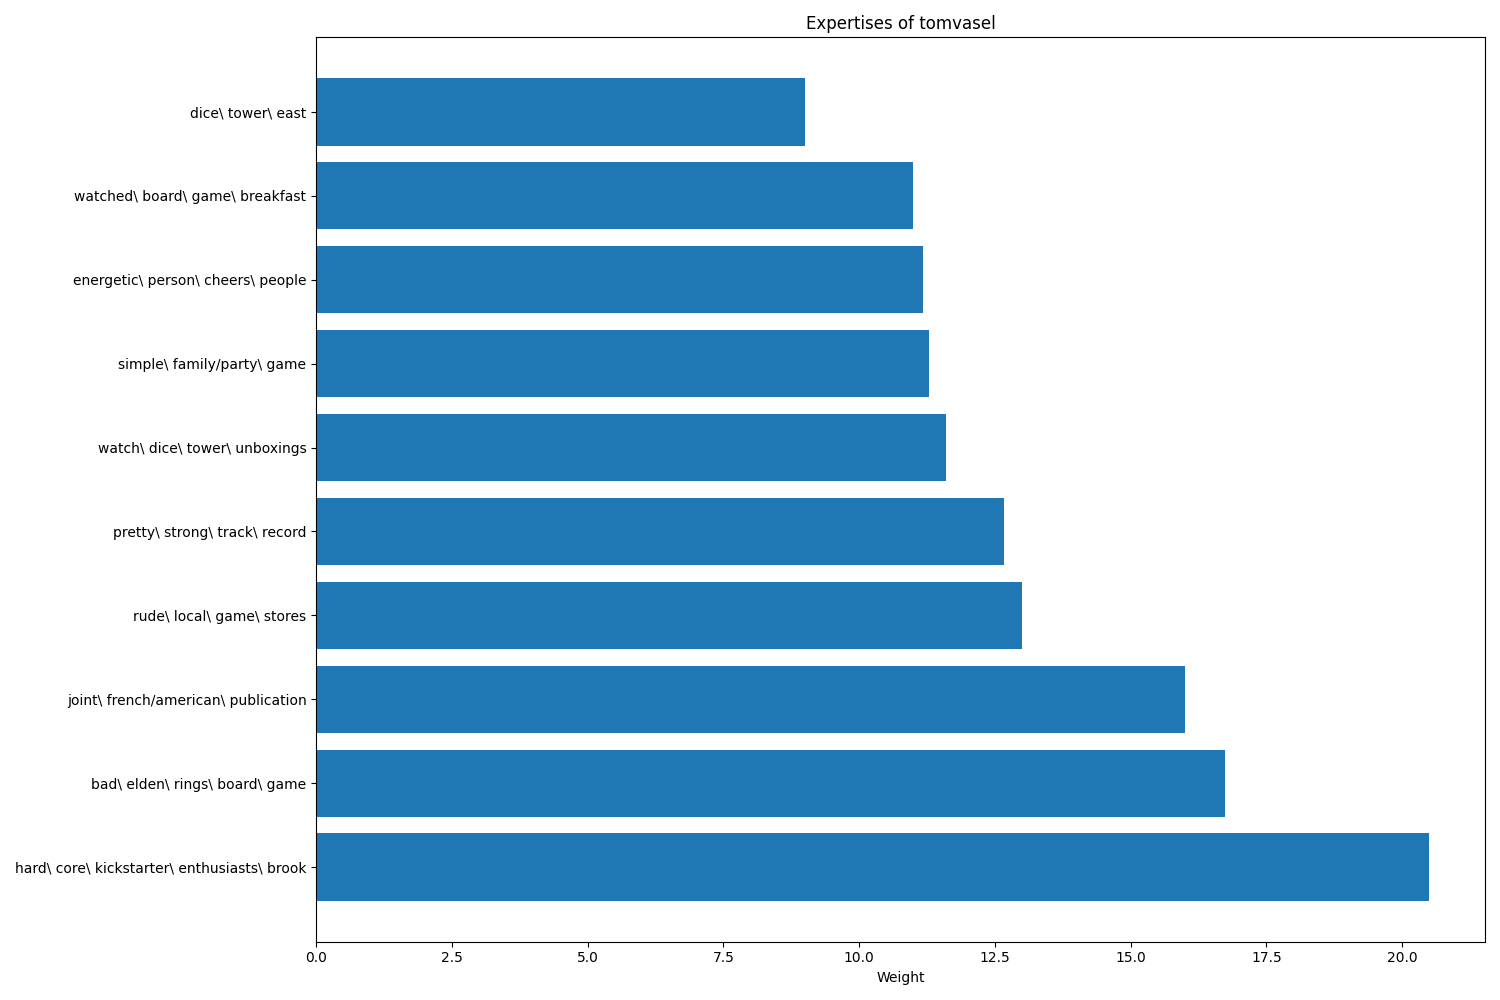 Expertises of tomvasel
dice\ tower\ east
watched\ board\ game\ breakfast
energetic\ person\ cheers\ people
simple\ family/party\ game
watch\ dice\ tower\ unboxings
pretty\ strong\ track\ record
rude\ local\ game\ stores
joint\ french/american\ publication
bad\ elden\ rings\ board\ game
hard\ core\ kickstarter\ enthusiasts\ brook
0.0 2.5 5.0 7.5 10.0 12.5 15.0 17.5 20.0
Weight